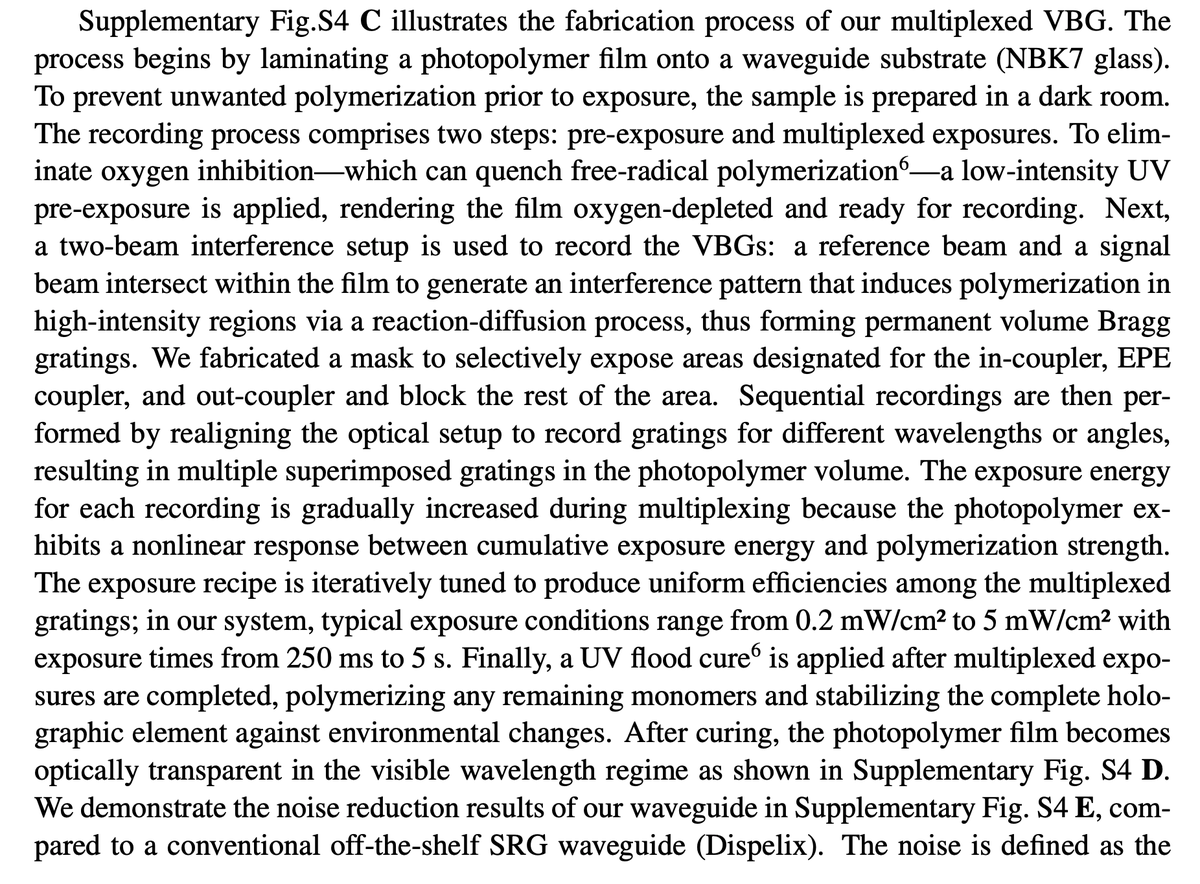 Supplementary Fig.S4 C illustrates the fabrication process of our multiplexed VBG. The
process begins by laminating a photopolymer film onto a waveguide substrate (NBK7 glass).
To prevent unwanted polymerization prior to exposure, the sample is prepared in a dark room.
The recording process comprises two steps: pre-exposure and multiplexed exposures. To elim-
inate oxygen inhibition—which can quench free-radical polymerization⁶—a low-intensity UV
pre-exposure is applied, rendering the film oxygen-depleted and ready for recording. Next,
a two-beam interference setup is used to record the VBGs: a reference beam and a signal
beam intersect within the film to generate an interference pattern that induces polymerization in
high-intensity regions via a reaction-diffusion process, thus forming permanent volume Bragg
gratings. We fabricated a mask to selectively expose areas designated for the in-coupler, EPE
coupler, and out-coupler and block the rest of the area. Sequential recordings are then per-
formed by realigning the optical setup to record gratings for different wavelengths or angles,
resulting in multiple superimposed gratings in the photopolymer volume. The exposure energy
for each recording is gradually increased during multiplexing because the photopolymer ex-
hibits a nonlinear response between cumulative exposure energy and polymerization strength.
The exposure recipe is iteratively tuned to produce uniform efficiencies among the multiplexed
gratings; in our system, typical exposure conditions range from 0.2 mW/cm² to 5 mW/cm² with
exposure times from 250 ms to 5 s. Finally, a UV flood cure⁶ is applied after multiplexed expo-
sures are completed, polymerizing any remaining monomers and stabilizing the complete holo-
graphic element against environmental changes. After curing, the photopolymer film becomes
optically transparent in the visible wavelength regime as shown in Supplementary Fig. S4 D.
We demonstrate the noise reduction results of our waveguide in Supplementary Fig. S4 E, com-
pared to a conventional off-the-shelf SRG waveguide (Dispelix). The noise is defined as the